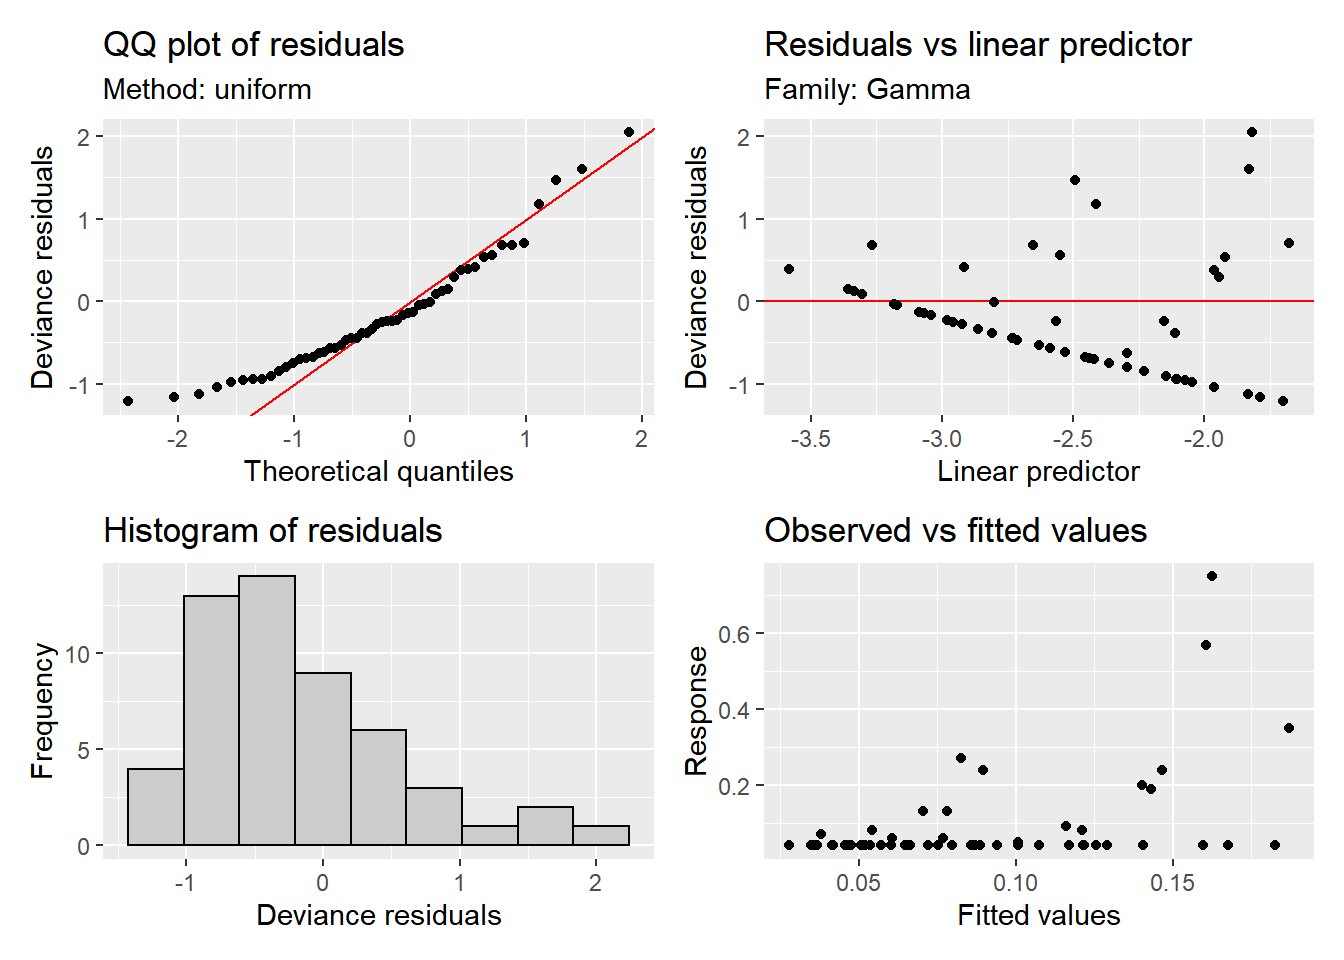 QQ plot of residuals
Method: uniform
Deviance residuals
2
1
0
-1
-2
-1
0
1
2
Theoretical quantiles
Residuals vs linear predictor
Family: Gamma
Deviance residuals
2
1
0
-1
-3.5
-3.0
-2.5
-2.0
Linear predictor
Histogram of residuals
Frequency
10
5
0
-1
0
1
2
Deviance residuals
Observed vs fitted values
Response
0.6
0.4
0.2
0.05
0.10
0.15
Fitted values